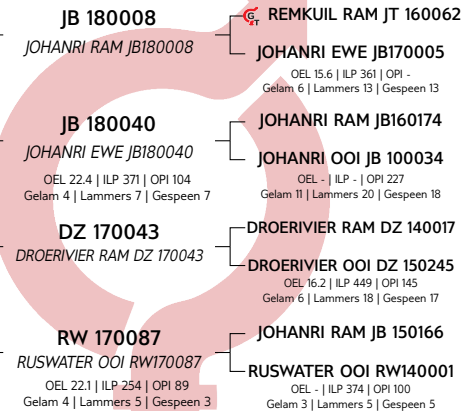 JB 180008
JOHANRI RAM JB180008
GT REMKUIL RAM JT 160062
JOHANRI EWE JB170005
OEL 15.6 | ILP 361 | OPI -
Gelam 6 | Lammers 13 | Gespeen 13
JB 180040
JOHANRI EWE JB180040
OEL 22.4 | ILP 371 | OPI 104
Gelam 4 | Lammers 7 | Gespeen 7
JOHANRI RAM JB160174
JOHANRI OOI JB 100034
OEL - | ILP - | OPI 227
Gelam 11 | Lammers 20 | Gespeen 18
DZ 170043
DROERIVIER RAM DZ 170043
DROERIVIER RAM DZ 140017
DROERIVIER OOI DZ 150245
OEL 16.2 | ILP 449 | OPI 145
Gelam 6 | Lammers 18 | Gespeen 17
RW 170087
RUSWATER OOI RW170087
OEL 22.1 | ILP 254 | OPI 89
Gelam 4 | Lammers 5 | Gespeen 3
JOHANRI RAM JB 150166
RUSWATER OOI RW140001
OEL - | ILP 374 | OPI 100
Gelam 3 | Lammers 5 | Gespeen 5